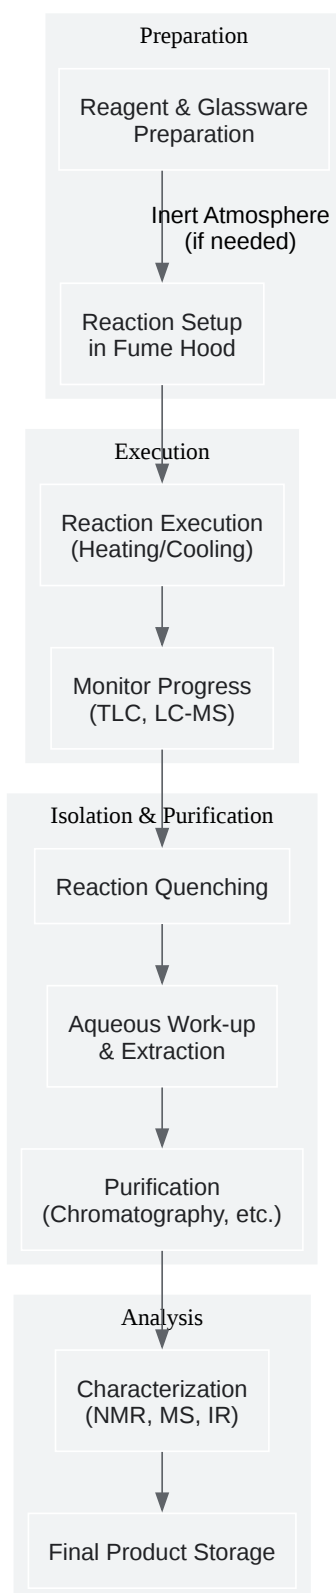 Preparation
Reagent & Glassware
Preparation
Inert Atmosphere
(if needed)
Reaction Setup
in Fume Hood
Execution
Reaction Execution
(Heating/Cooling)
Monitor Progress
(TLC, LC-MS)
Isolation & Purification
Reaction Quenching
Aqueous Work-up
& Extraction
Purification
(Chromatography, etc.)
Analysis
Characterization
(NMR, MS, IR)
Final Product Storage